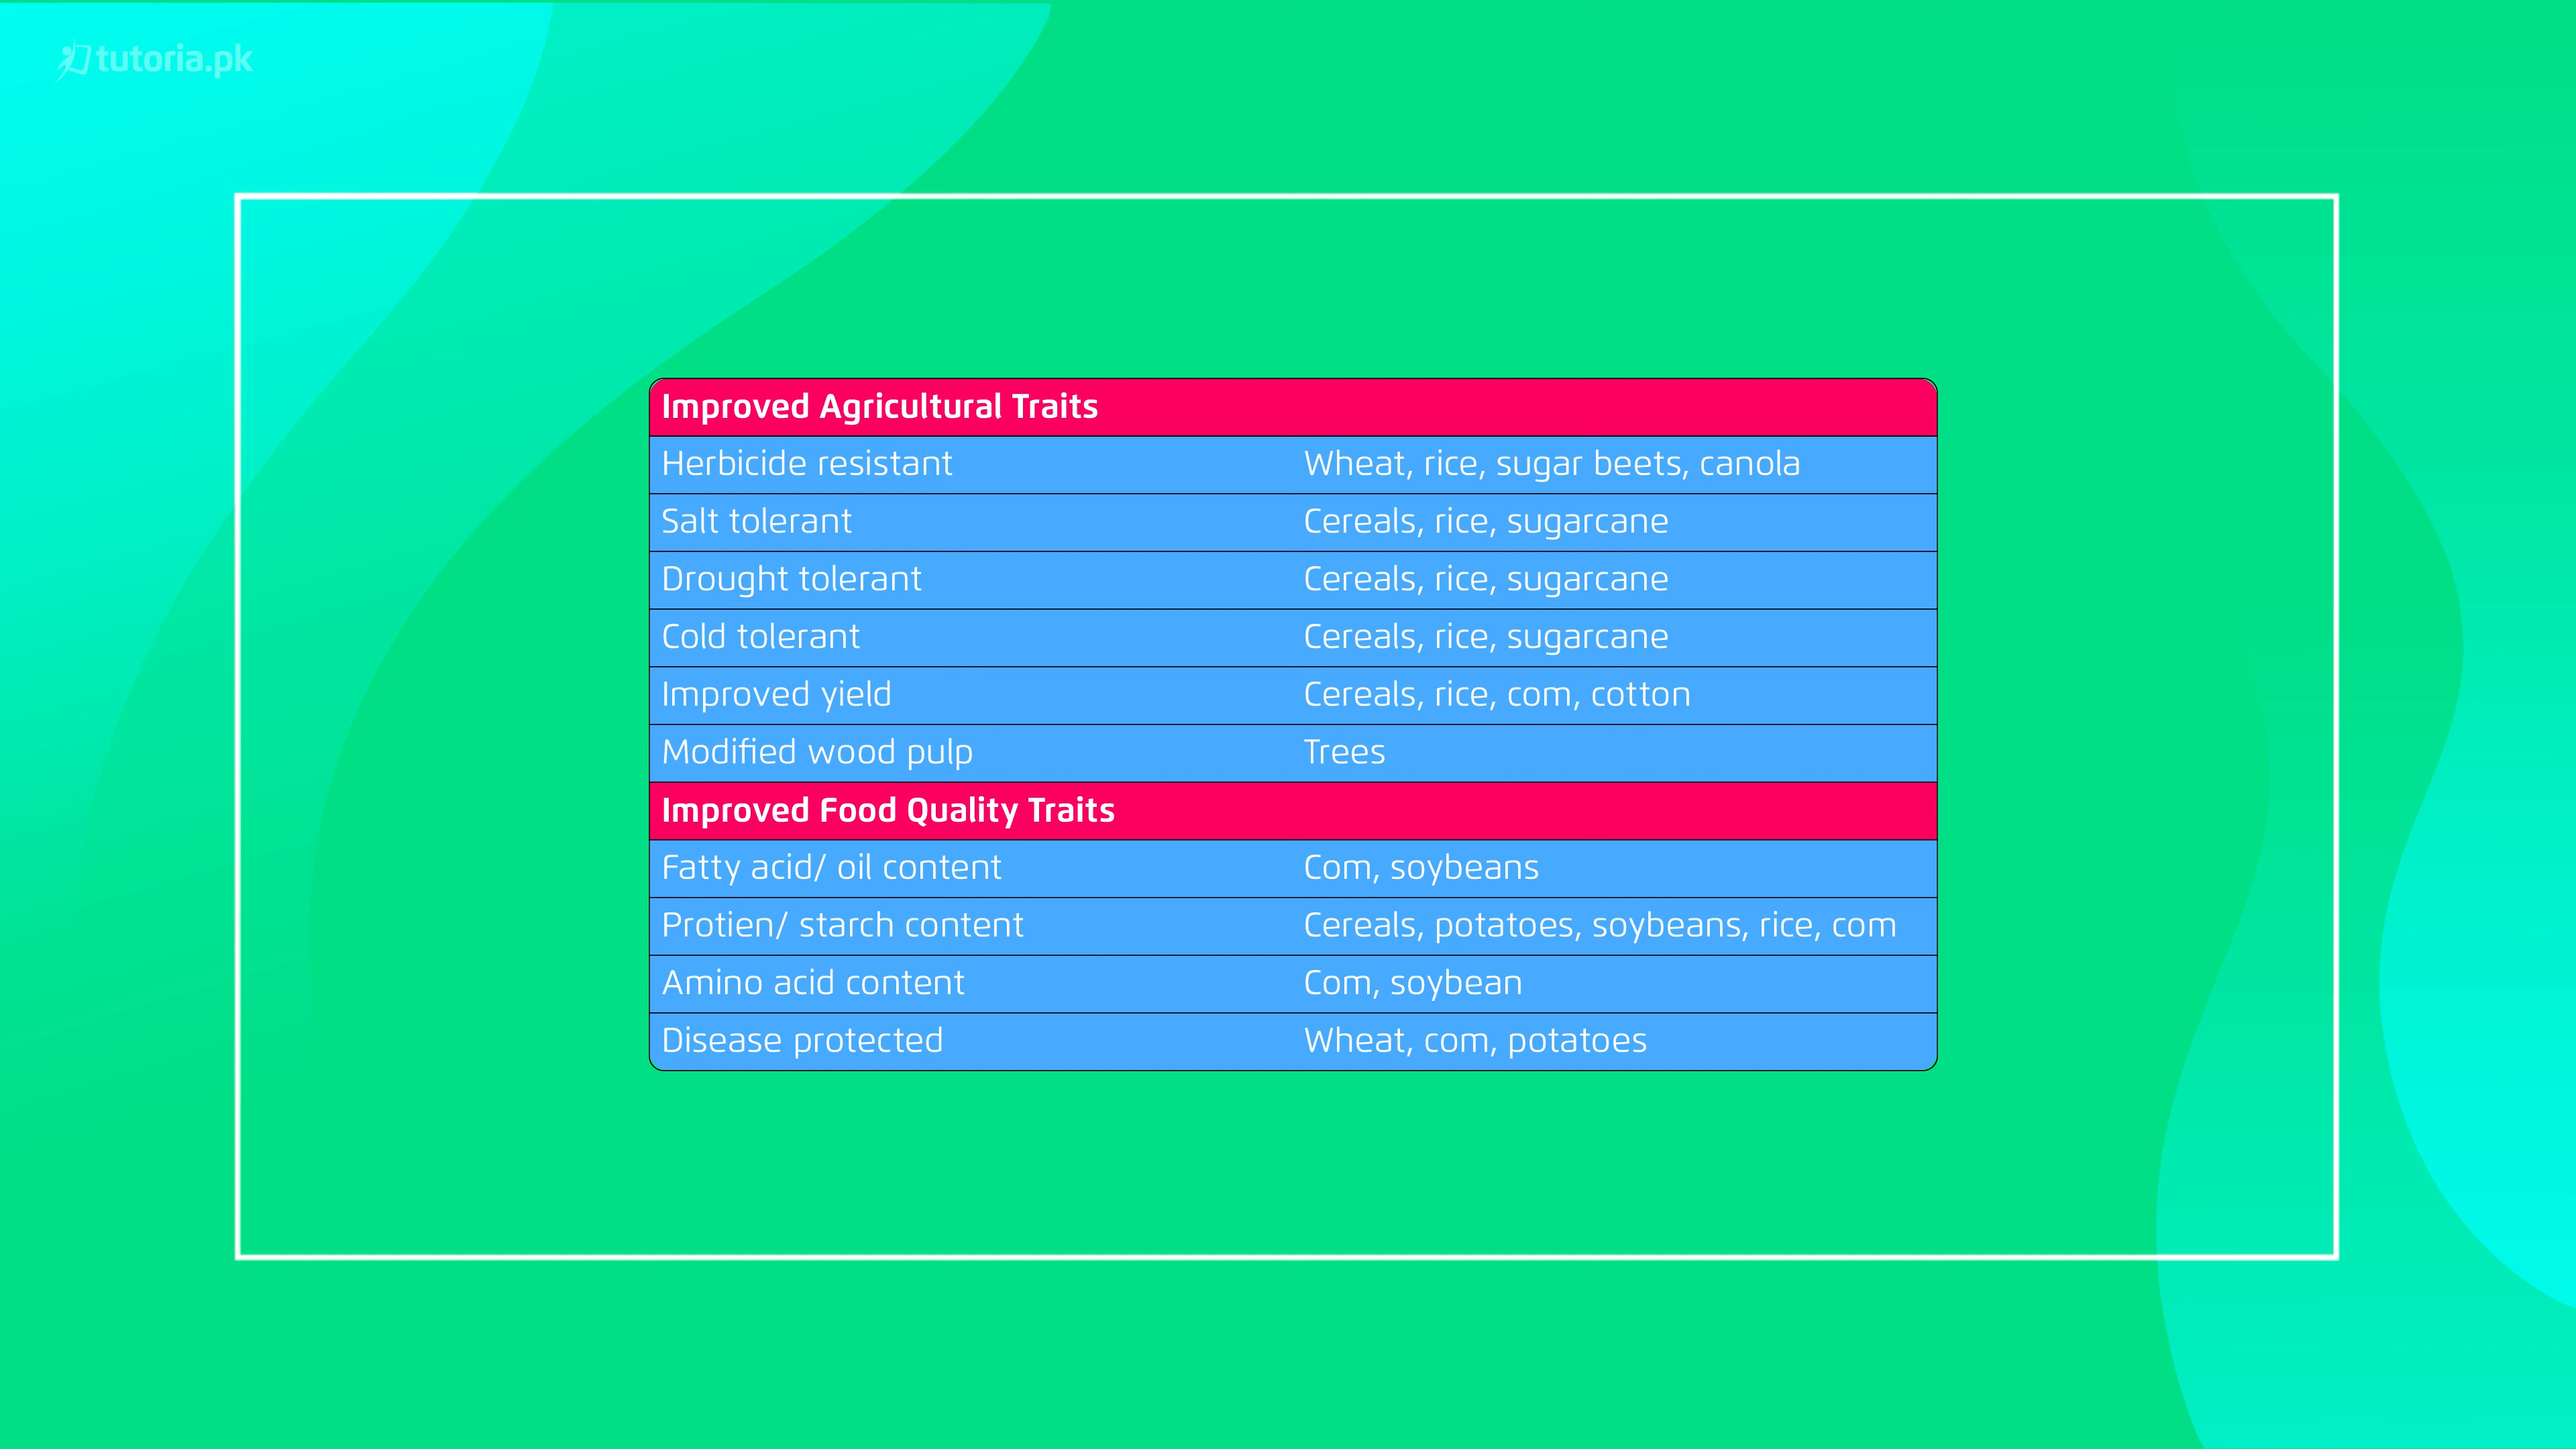 tutoria.pk
Improved Agricultural Traits
Herbicide resistant Wheat, rice, sugar beets, canola
Salt tolerant Cereals, rice, sugarcane
Drought tolerant Cereals, rice, sugarcane
Cold tolerant Cereals, rice, sugarcane
Improved yield Cereals, rice, com, cotton
Modified wood pulp Trees
Improved Food Quality Traits
Fatty acid/ oil content Com, soybeans
Protien/ starch content Cereals, potatoes, soybeans, rice, com
Amino acid content Com, soybean
Disease protected Wheat, com, potatoes